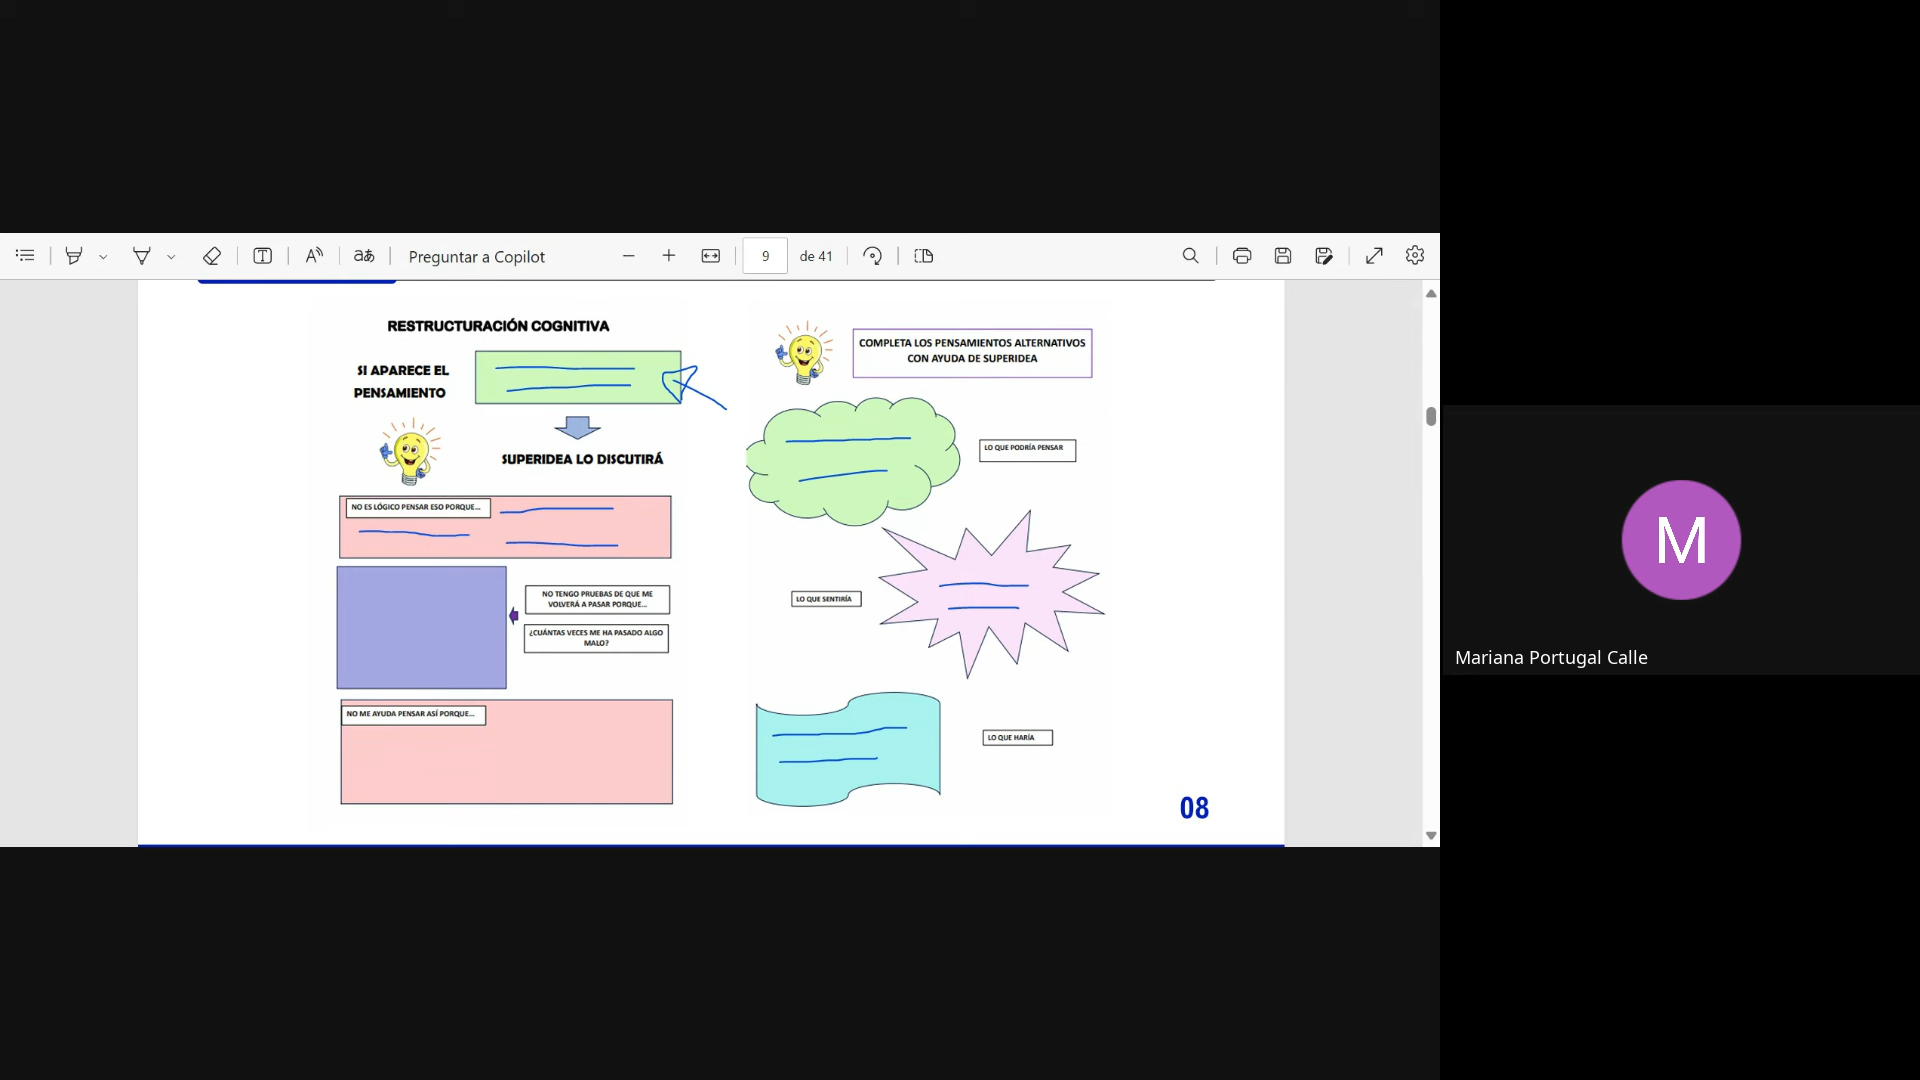 Preguntar a Copilot
9
de 41
RESTRUCTURACIÓN COGNITIVA
SI APARECE EL
PENSAMIENTO
SUPERIDEA LO DISCUTIRÁ
NO ES LÓGICO PENSAR ESO PORQUE...
NO TENGO PRUEBAS DE QUE ME
VOLVERÁ A PASAR PORQUE...
¿CUÁNTAS VECES ME HA PASADO ALGO
MALO?
NO ME AYUDA PENSAR ASÍ PORQUE...
COMPLETA LOS PENSAMIENTOS ALTERNATIVOS
CON AYUDA DE SUPERIDEA
LO QUE PODRÍA PENSAR
LO QUE SENTIRÍA
LO QUE HARÍA
08
M
Mariana Portugal Calle